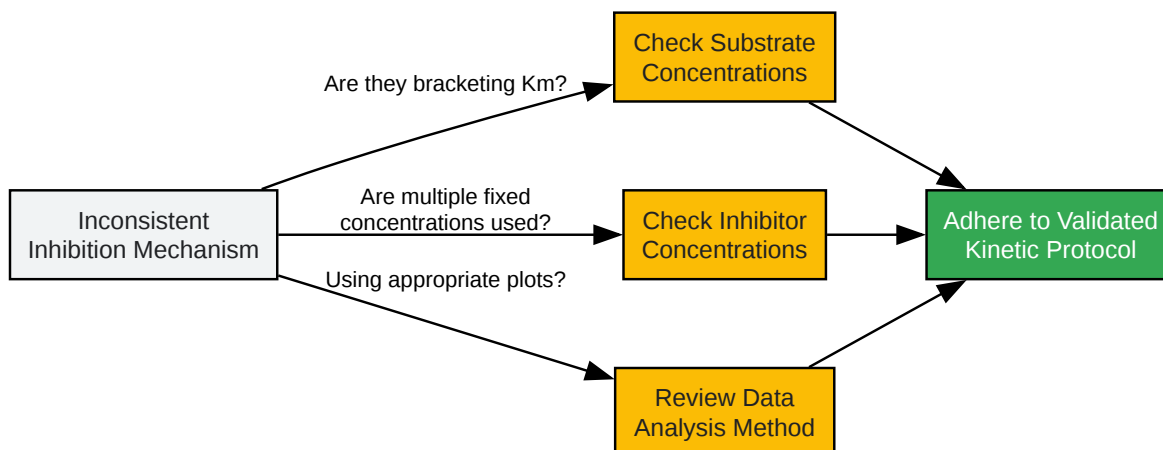 Check Substrate
Concentrations
Are they bracketing Km?
Are multiple fixed
concentrations used?
Inconsistent
Inhibition Mechanism
Check Inhibitor
Concentrations
Adhere to Validated
Kinetic Protocol
Using appropriate plots?
Review Data
Analysis Method